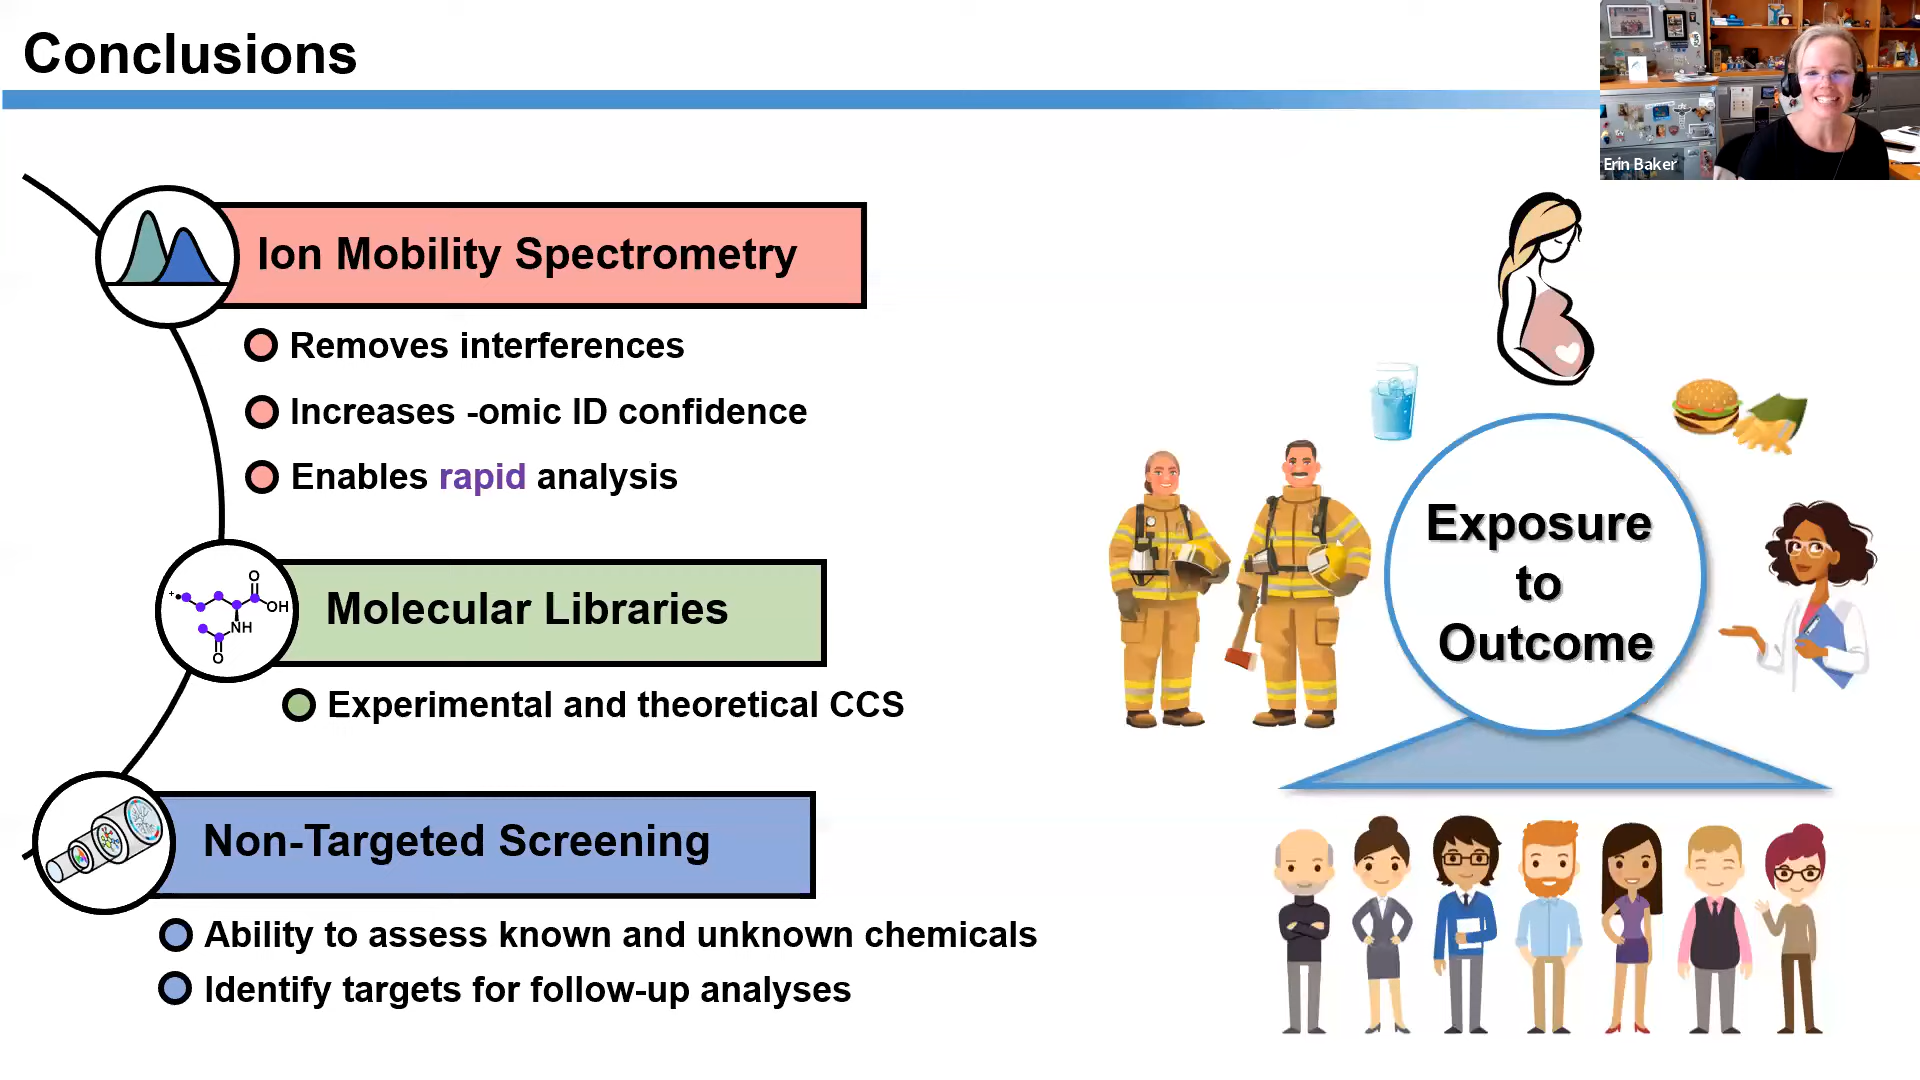 Conclusions
Erin Baker
Ion Mobility Spectrometry
Removes interferences
Increases -omic ID confidence
Enables rapid analysis
O
OH
NH
O
Molecular Libraries
Experimental and theoretical CCS
Non-Targeted Screening
Ability to assess known and unknown chemicals
Identify targets for follow-up analyses
Exposure
to
Outcome